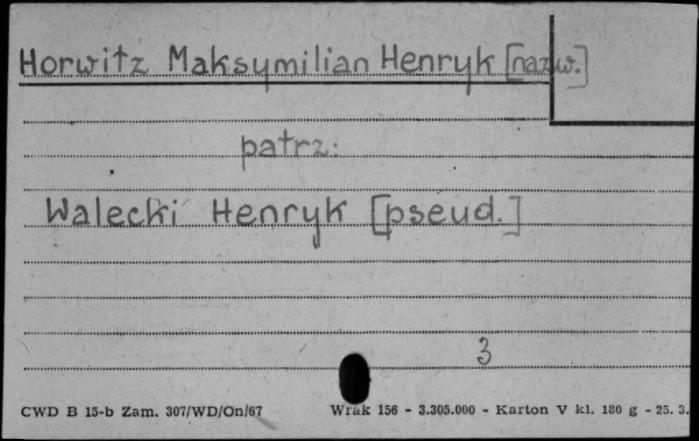 Horwitz Maksymilian Henryk [nazw.]
patrz:
Walecki Henryk [pseud.]
3
CWD B 15-b Zam. 307/WD/On/67 Wrak 156 - 3.305.000 - Karton V kl. 180 g - 25. 3.